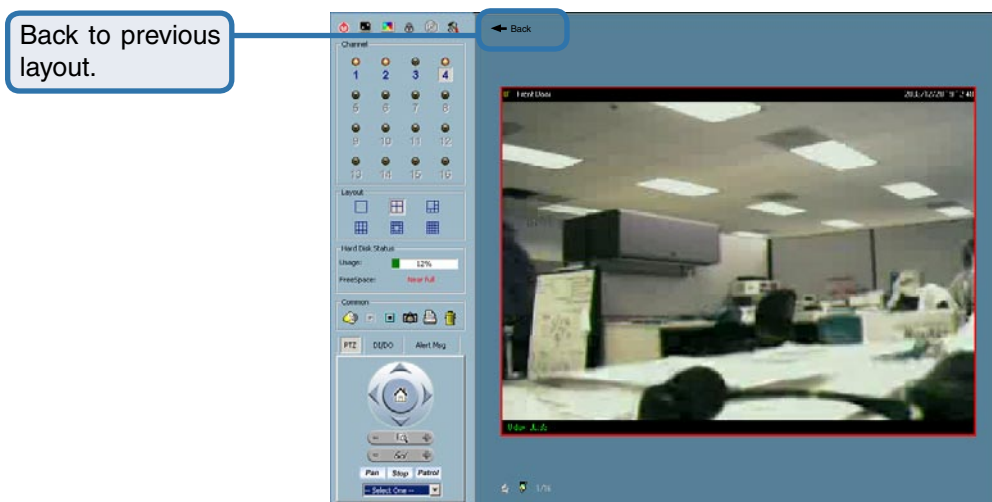 Back to previous
layout.
Back
Channel
1 2 3 4
5 6 7 8
9 10 11 12
13 14 15 16
Layout
Hard Disk Status
Usage: 12%
FreeSpace: Near Full
Common
PTZ DI/DO Alert Msg
Pan Stop Patrol
-- Select One --
Front Door
1/16